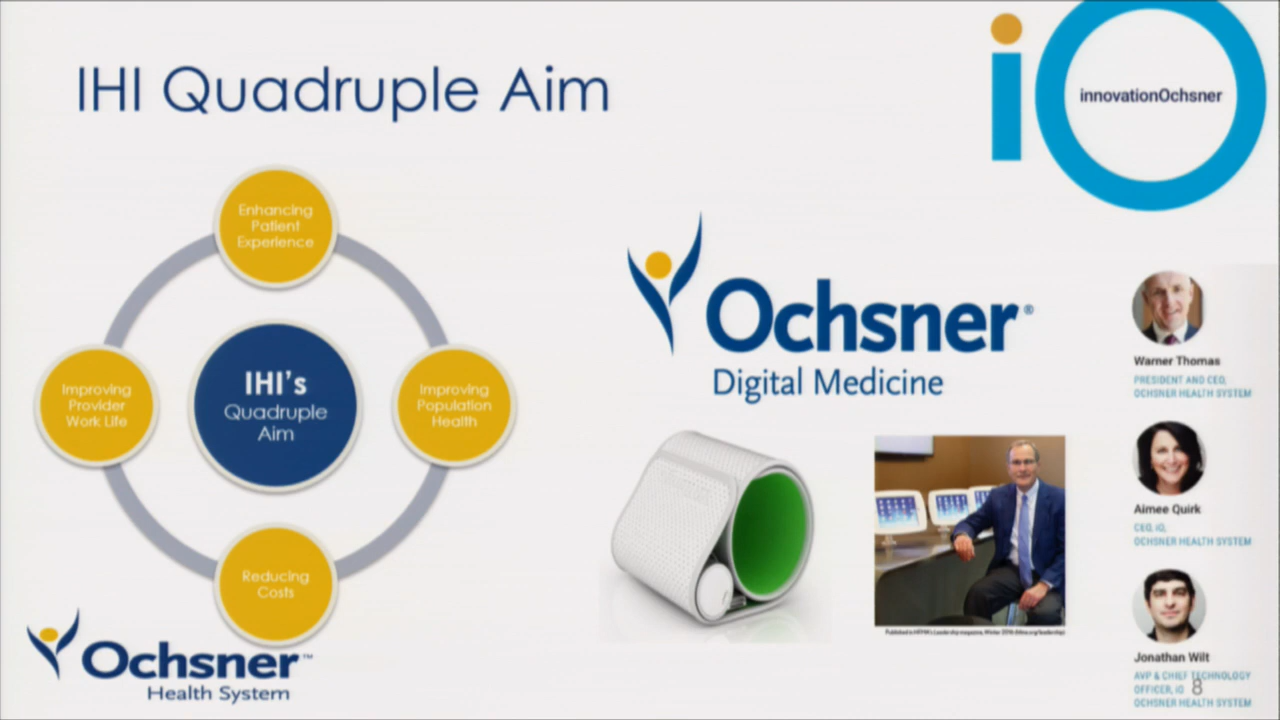 IHI Quadruple Aim
innovationOchsner
Enhancing
Patient
Experience
Improving
Provider
Work Life
IHI's
Quadruple
Aim
Improving
Population
Health
Reducing
Costs
Ochsner™
Health System
Ochsner®
Digital Medicine
Warner Thomas
PRESIDENT AND CEO,
OCHSNER HEALTH SYSTEM
Aimee Quirk
CEO, iO,
OCHSNER HEALTH SYSTEM
Jonathan Wilt
AVP & CHIEF TECHNOLOGY
OFFICER, iO
OCHSNER HEALTH SYSTEM
8